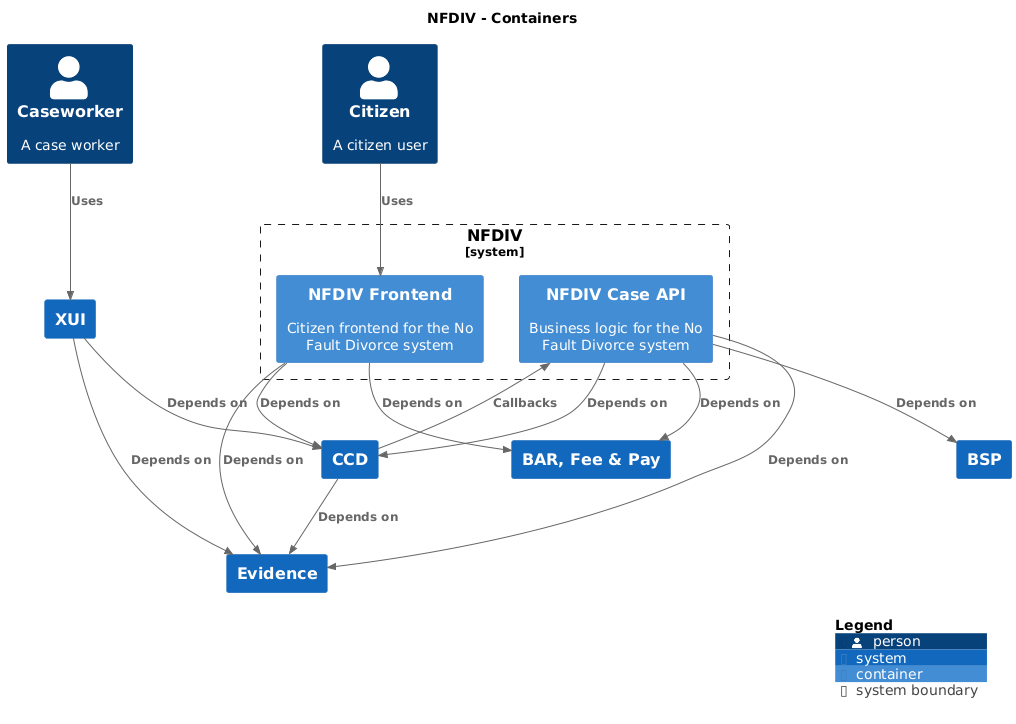 NFDIV - Containers
Caseworker
A case worker
Citizen
A citizen user
Uses
Uses
NFDIV
[system]
NFDIV Frontend
Citizen frontend for the No
Fault Divorce system
NFDIV Case API
Business logic for the No
Fault Divorce system
XUI
Depends on
Depends on
Depends on
Callbacks
Depends on
Depends on
Depends on
CCD
BAR, Fee & Pay
BSP
Depends on
Depends on
Depends on
Depends on
Evidence
Legend
person
system
container
system boundary